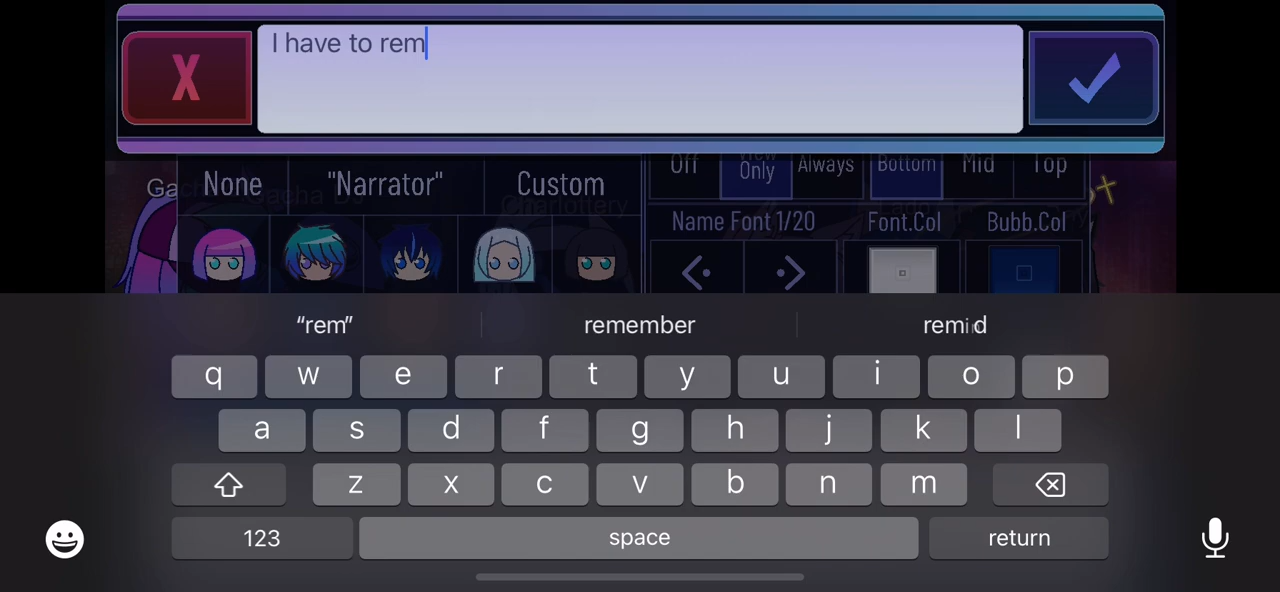 X
I have to rem
Off
View
Only
Always
Bottom
Mid
Top
None
"Narrator"
Custom
Name Font 1/20
Font.Col
Bubb.Col
“rem”
remember
remind
q w e r t y u i o p
a s d f g h j k l
z x c v b n m
123
space
return